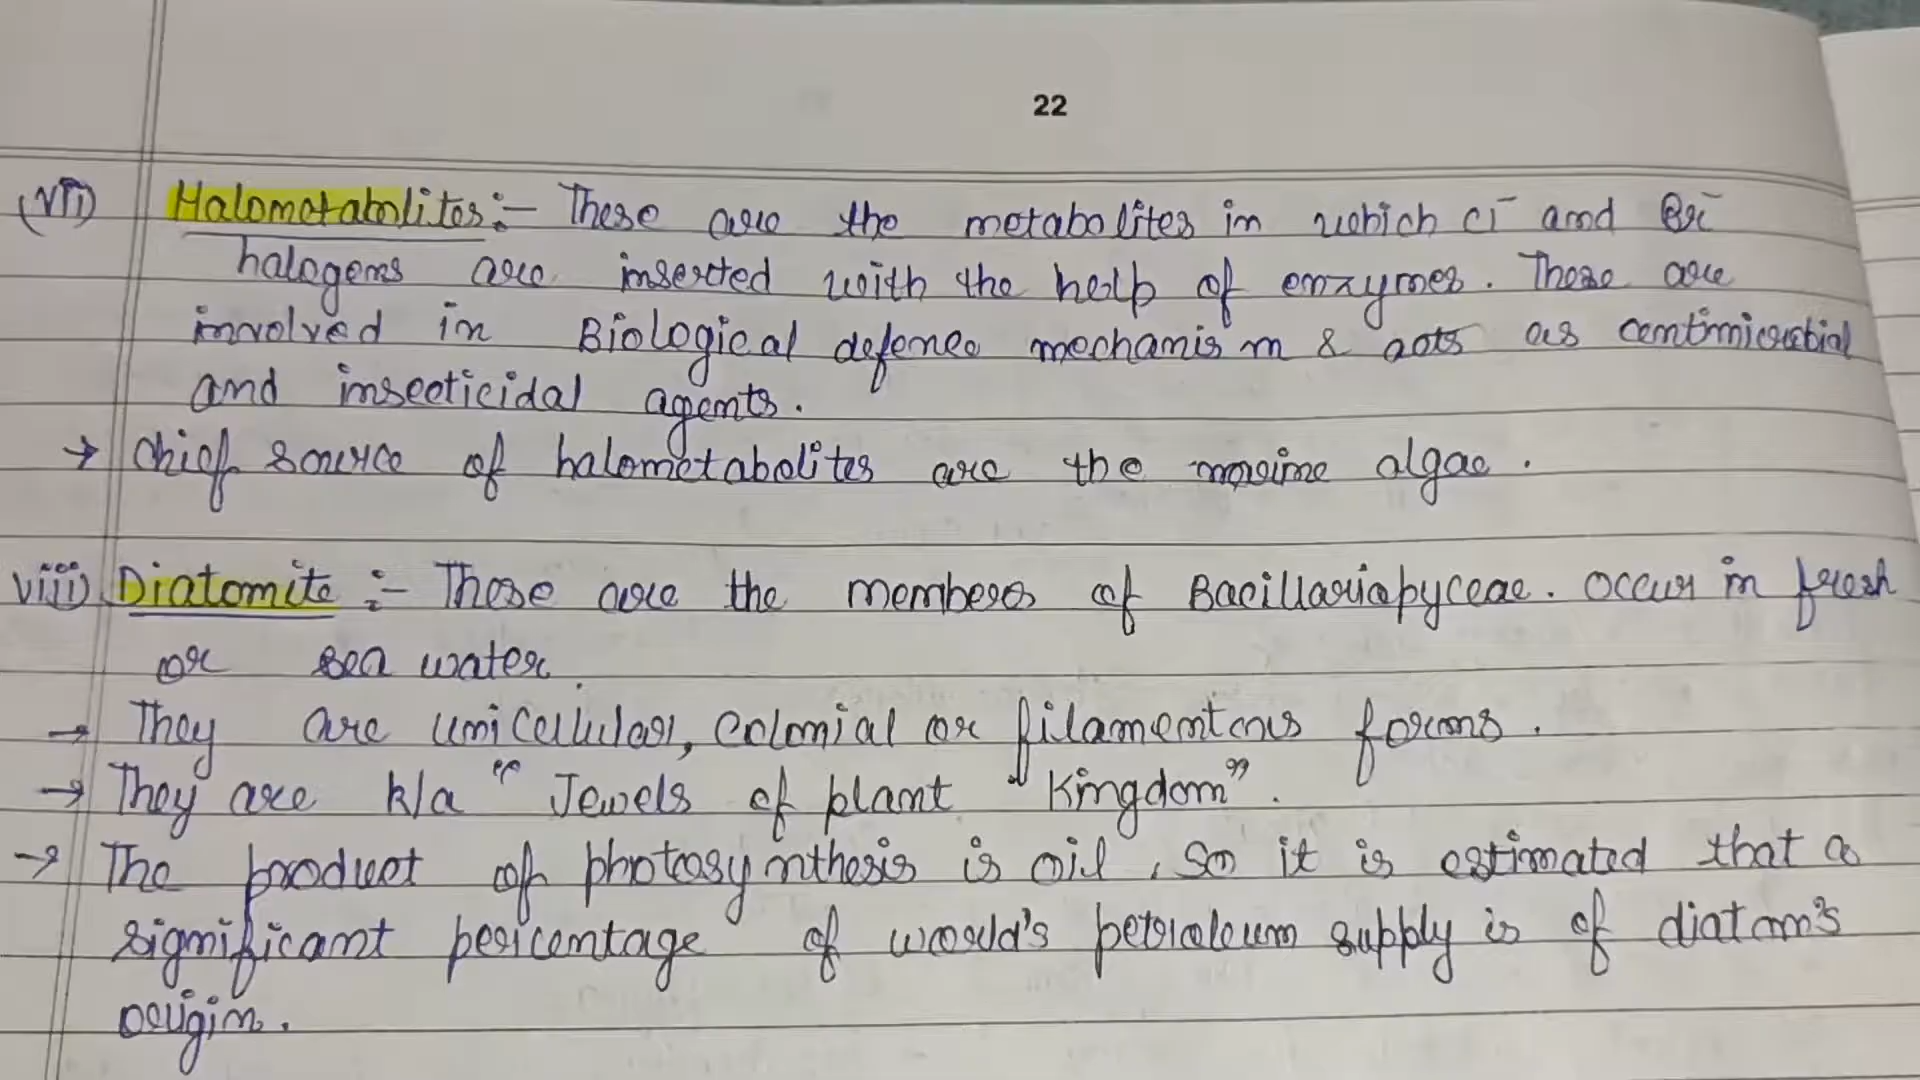 22
(vii) Halometabolites :- These are the metabolites in which Cl⁻ and Br⁻
halogens are inserted with the help of enzymes. These are
involved in Biological defence mechanism & acts as antimicrobial
and insecticidal agents.
→ Chief source of halometabolites are the marine algae.
viii) Diatomite :- These are the members of Bacillariapyceae. Occur in fresh
or sea water.
→ They are unicellular, colonial or filamentous forms.
→ They are k/a “Jewels of plant Kingdom”.
→ The product of photosynthesis is oil, so it is estimated that a
significant percentage of world's petroleum supply is of diatom's
origin.